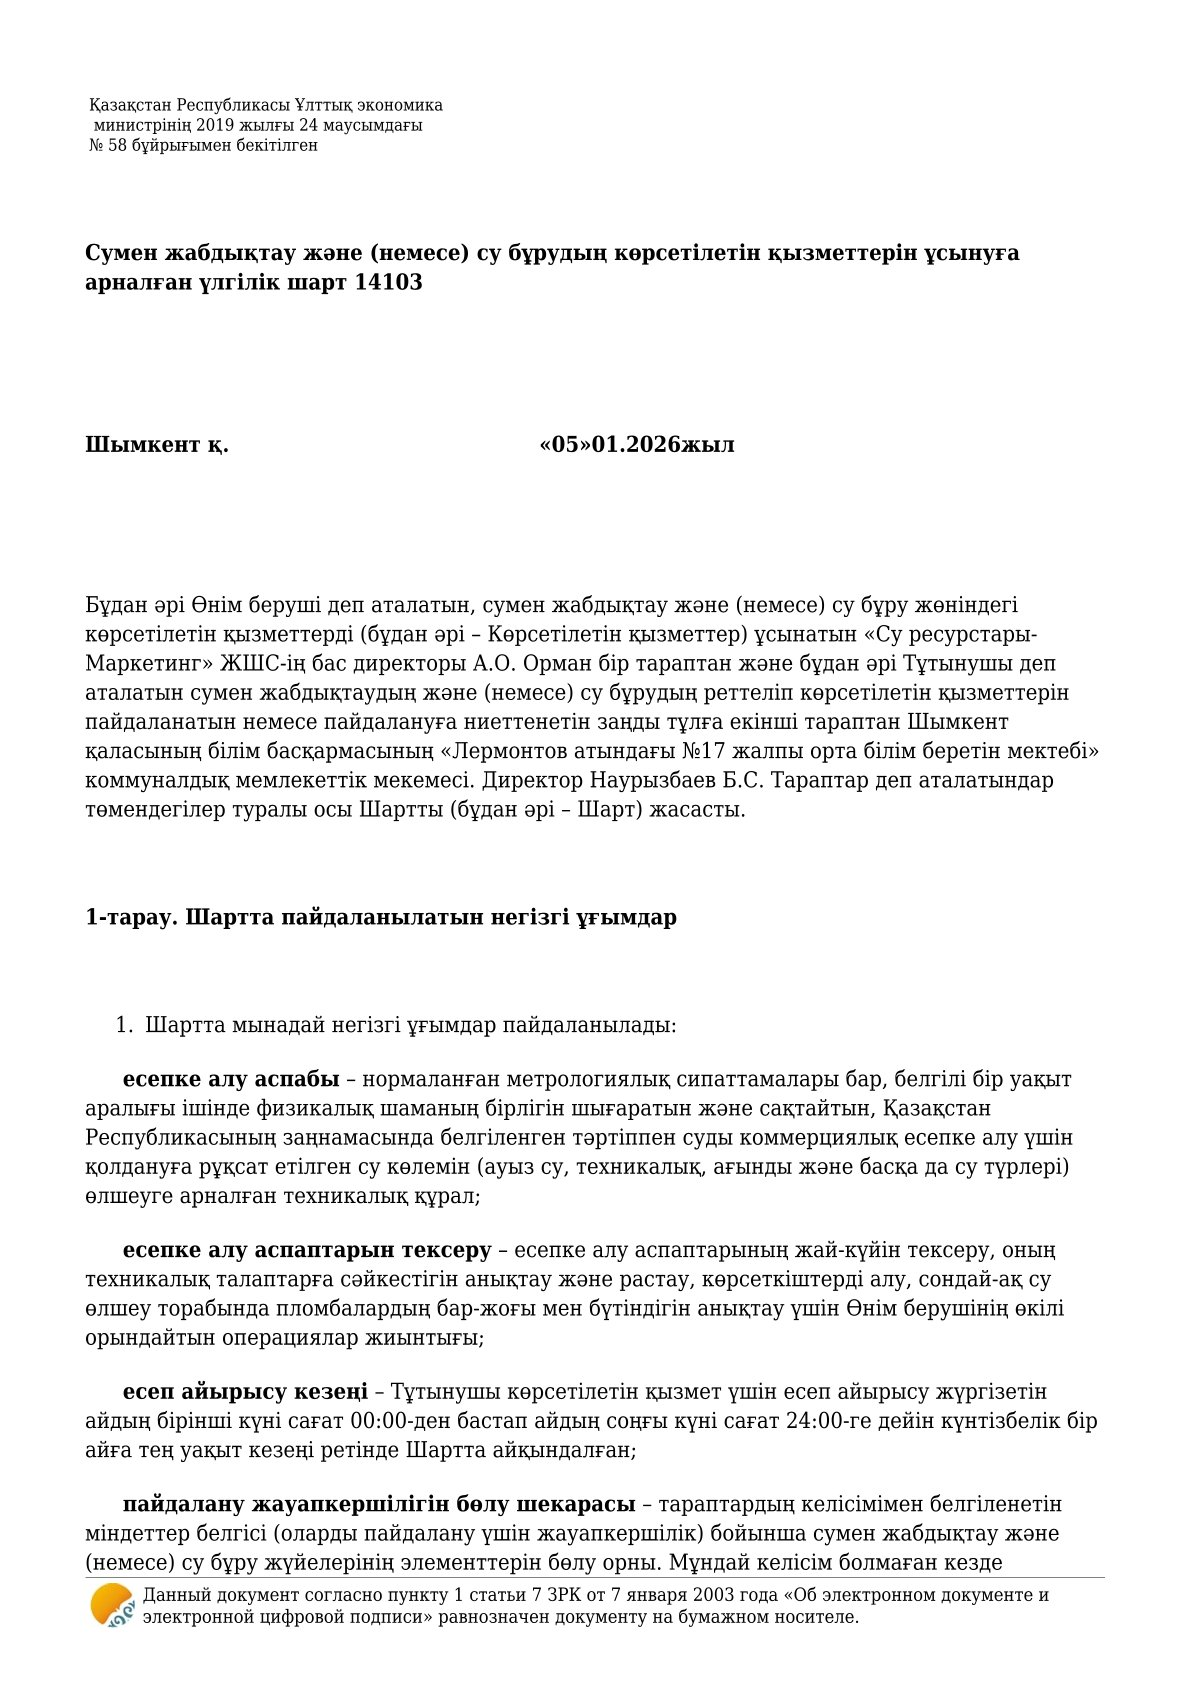 Қазақстан Республикасы Ұлттық экономика
министрінің 2019 жылғы 24 маусымдағы
№ 58 бұйрығымен бекітілген
Сумен жабдықтау және (немесе) су бұрудың көрсетілетін қызметтерін ұсынуға
арналған үлгілік шарт 14103
Шымкент қ. «05»01.2026жыл
Бұдан әрі Өнім беруші деп аталатын, сумен жабдықтау және (немесе) су бұру жөніндегі
көрсетілетін қызметтерді (бұдан әрі – Көрсетілетін қызметтер) ұсынатын «Су ресурстары-
Маркетинг» ЖШС-ің бас директоры А.О. Орман бір тараптан және бұдан әрі Тұтынушы деп
аталатын сумен жабдықтаудың және (немесе) су бұрудың реттеліп көрсетілетін қызметтерін
пайдаланатын немесе пайдалануға ниеттенетін заңды тұлға екінші тараптан Шымкент
қаласының білім басқармасының «Лермонтов атындағы №17 жалпы орта білім беретін мектебі»
коммуналдық мемлекеттік мекемесі. Директор Наурызбаев Б.С. Тараптар деп аталатындар
төмендегілер туралы осы Шартты (бұдан әрі – Шарт) жасасты.
1-тарау. Шартта пайдаланылатын негізгі ұғымдар
1. Шартта мынадай негізгі ұғымдар пайдаланылады:
есепке алу аспабы – нормаланған метрологиялық сипаттамалары бар, белгілі бір уақыт
аралығы ішінде физикалық шаманың бірлігін шығаратын және сақтайтын, Қазақстан
Республикасының заңнамасында белгіленген тәртіппен суды коммерциялық есепке алу үшін
қолдануға рұқсат етілген су көлемін (ауыз су, техникалық, ағынды және басқа да су түрлері)
өлшеуге арналған техникалық құрал;
есепке алу аспаптарын тексеру – есепке алу аспаптарының жай-күйін тексеру, оның
техникалық талаптарға сәйкестігін анықтау және растау, көрсеткіштерді алу, сондай-ақ су
өлшеу торабында пломбалардың бар-жоғы мен бүтіндігін анықтау үшін Өнім берушінің өкілі
орындайтын операциялар жиынтығы;
есеп айырысу кезеңі – Тұтынушы көрсетілетін қызмет үшін есеп айырысу жүргізетін
айдың бірінші күні сағат 00:00-ден бастап айдың соңғы күні сағат 24:00-ге дейін күнтізбелік бір
айға тең уақыт кезеңі ретінде Шартта айқындалған;
пайдалану жауапкершілігін бөлу шекарасы – тараптардың келісімімен белгіленетін
міндеттер белгісі (оларды пайдалану үшін жауапкершілік) бойынша сумен жабдықтау және
(немесе) су бұру жүйелерінің элементтерін бөлу орны. Мұндай келісім болмаған кезде
Данный документ согласно пункту 1 статьи 7 ЗРК от 7 января 2003 года «Об электронном документе и
электронной цифровой подписи» равнозначен документу на бумажном носителе.